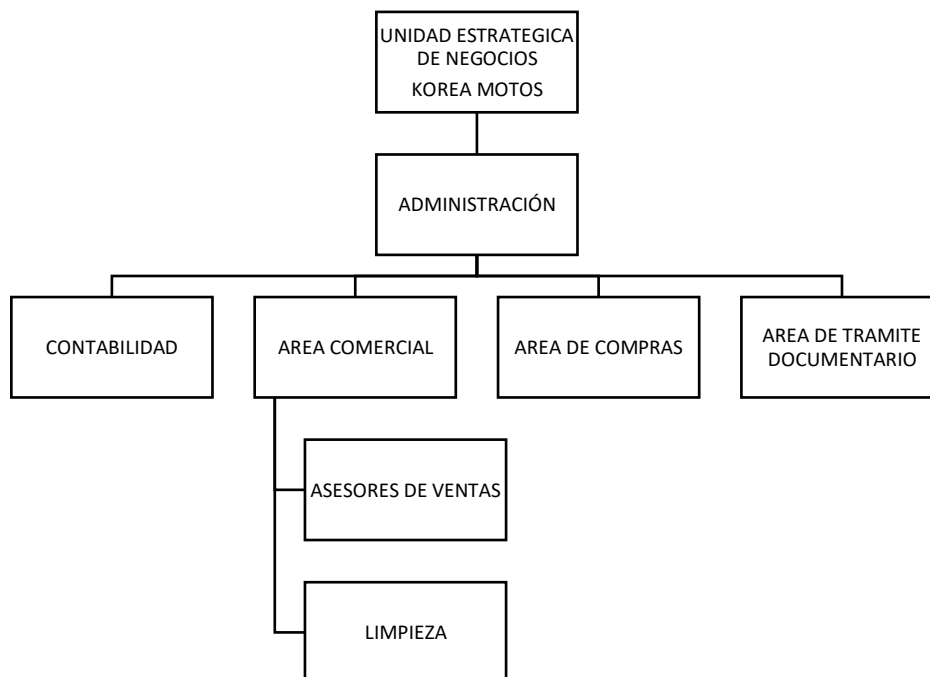 UNIDAD ESTRATEGICA
DE NEGOCIOS
KOREA MOTOS
ADMINISTRACIÓN
CONTABILIDAD
AREA COMERCIAL
AREA DE COMPRAS
AREA DE TRAMITE
DOCUMENTARIO
ASESORES DE VENTAS
LIMPIEZA